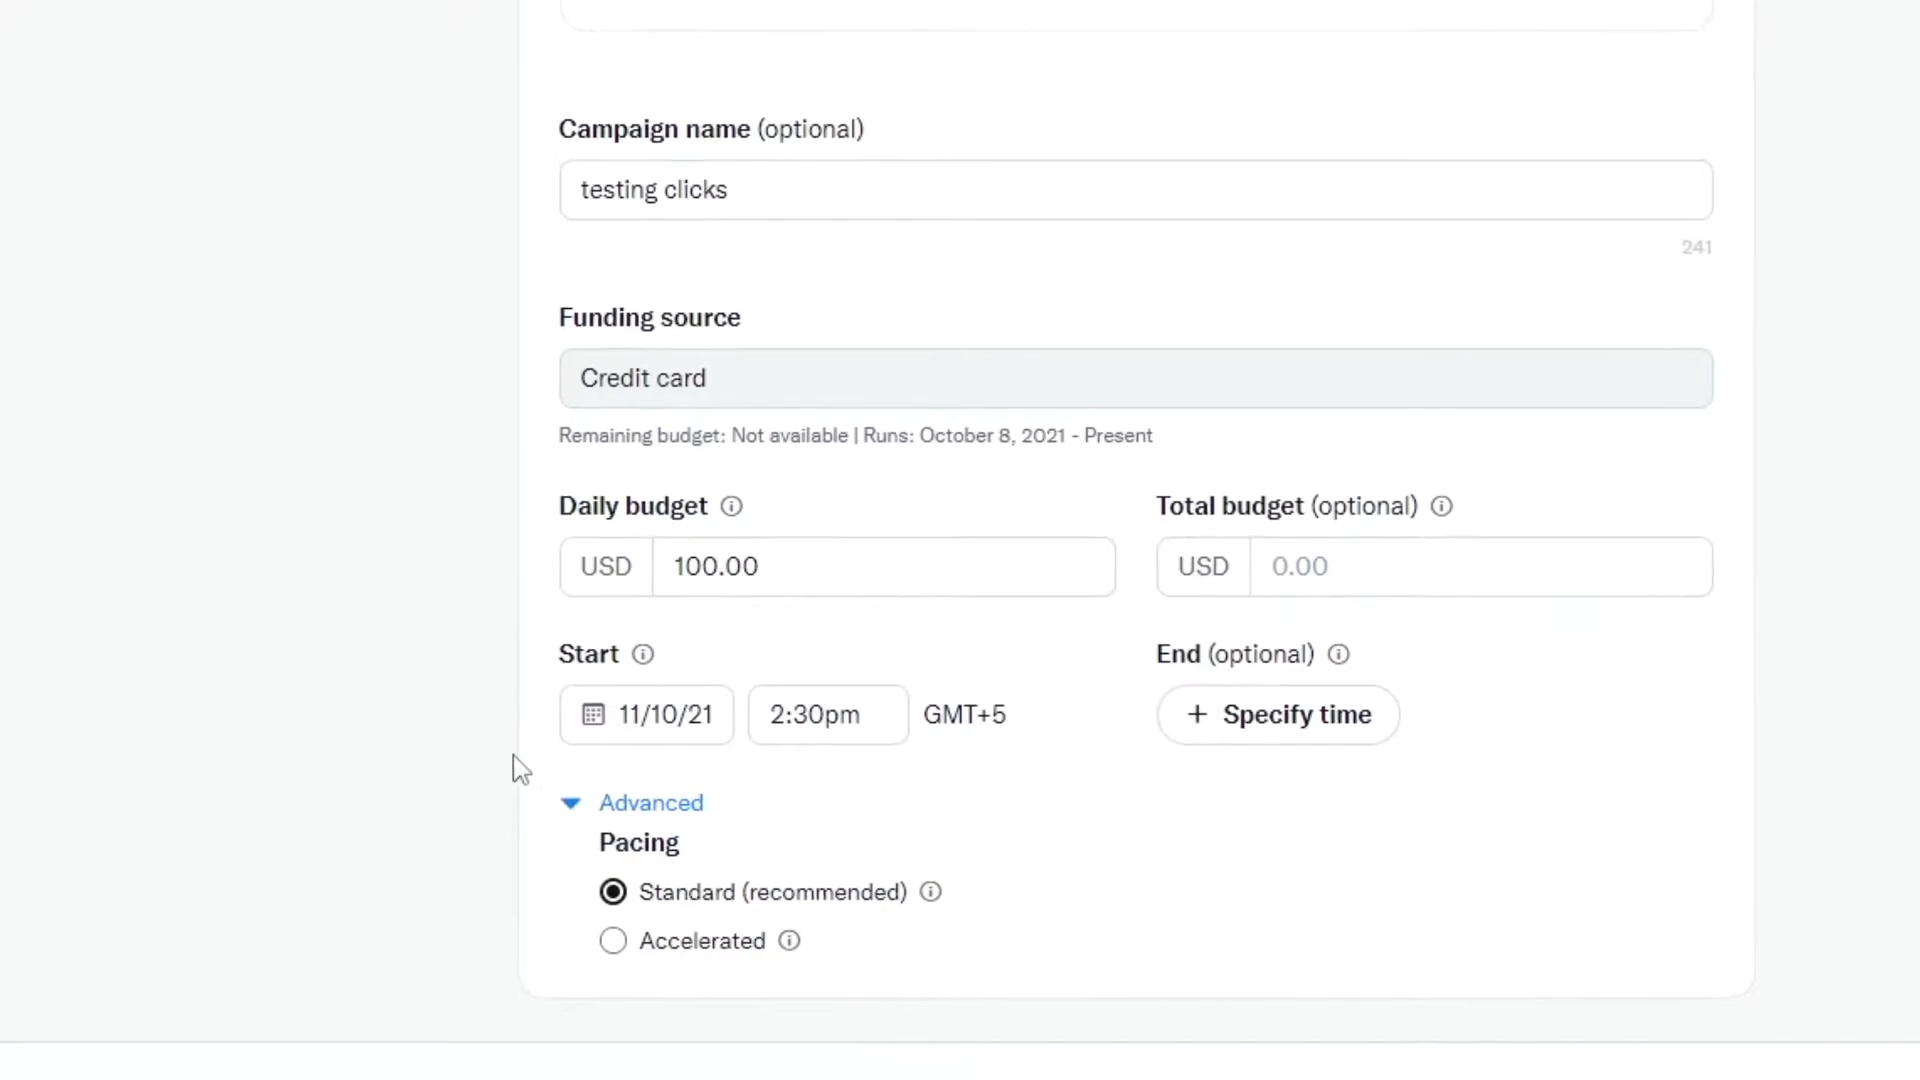 Campaign name (optional)
testing clicks
241
Funding source
Credit card
Remaining budget: Not available | Runs: October 8, 2021 - Present
Daily budget
Total budget (optional)
USD 100.00
USD 0.00
Start
End (optional)
11/10/21 2:30pm GMT+5
+ Specify time
Advanced
Pacing
Standard (recommended)
Accelerated